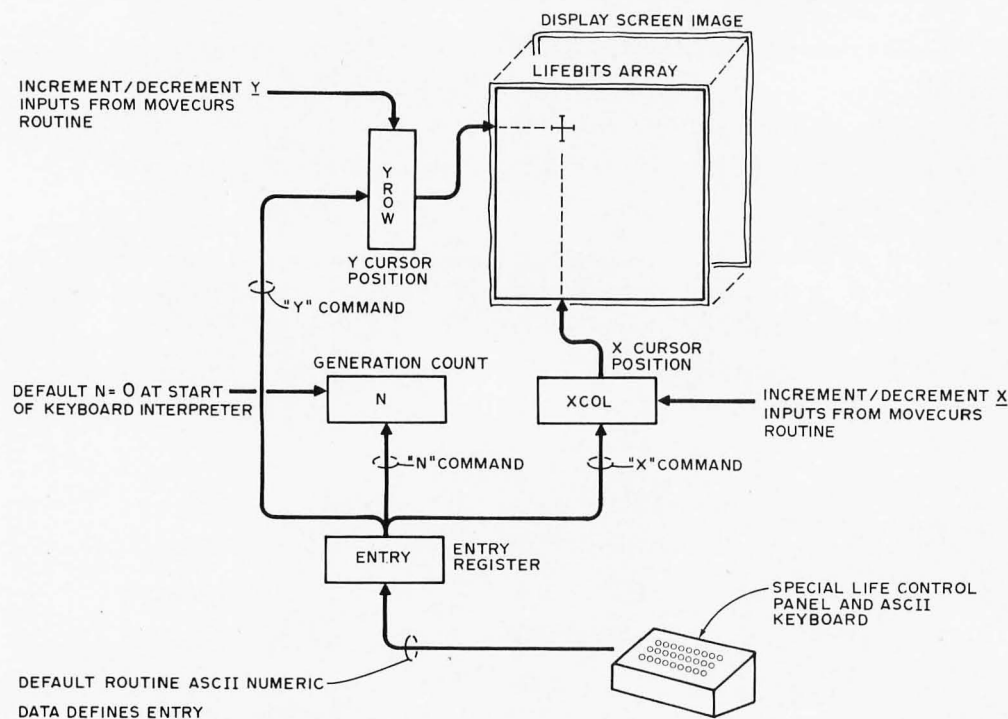 DISPLAY SCREEN IMAGE
LIFEBITS ARRAY
INCREMENT/DECREMENT Y
INPUTS FROM MOVECURS
ROUTINE
Y
R
O
W
Y CURSOR
POSITION
"Y" COMMAND
GENERATION COUNT
N
DEFAULT N= 0 AT START
OF KEYBOARD INTERPRETER
X CURSOR
POSITION
XCOL
INCREMENT/DECREMENT X
INPUTS FROM MOVECURS
ROUTINE
"N" COMMAND
"X" COMMAND
ENTRY
ENTRY
REGISTER
SPECIAL LIFE CONTROL
PANEL AND ASCII
KEYBOARD
DEFAULT ROUTINE ASCII NUMERIC
DATA DEFINES ENTRY